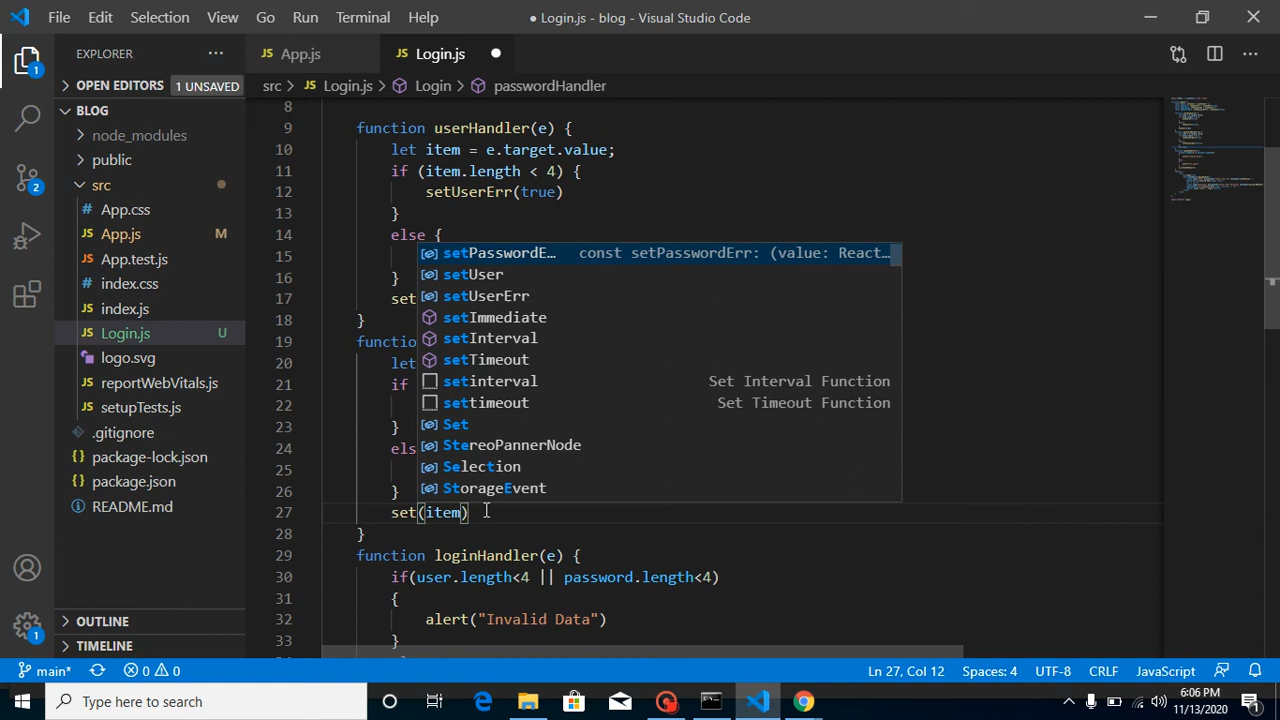 File Edit Selection View Go Run Terminal Help
● Login.js - blog - Visual Studio Code
EXPLORER
App.js
Login.js
OPEN EDITORS 1 UNSAVED
src > JS Login.js > Login > passwordHandler
BLOG
node_modules
public
src
# App.css
JS App.js M
JS App.test.js
# index.css
JS index.js
JS Login.js U
logo.svg
JS reportWebVitals.js
JS setupTests.js
.gitignore
package-lock.json
package.json
README.md
OUTLINE
TIMELINE
8
9 function userHandler(e) {
10 let item = e.target.value;
11 if (item.length < 4) {
12 setUserErr(true)
13 }
14 else {
15
16 }
17 set
18 }
19 functio
20 let
21 if
22
23 }
24 els
25
26 }
27 set(item)
28 }
29 function loginHandler(e) {
30 if(user.length<4 || password.length<4)
31 {
32 alert("Invalid Data")
33 }
setPasswordE… const setPasswordErr: (value: React…
setUser
setUserErr
setImmediate
setInterval
setTimeout
setinterval Set Interval Function
settimeout Set Timeout Function
Set
StereoPannerNode
Selection
StorageEvent
1
2
1
main* 0 0 Ln 27, Col 12 Spaces: 4 UTF-8 CRLF JavaScript
Type here to search
6:06 PM
11/13/2020
1